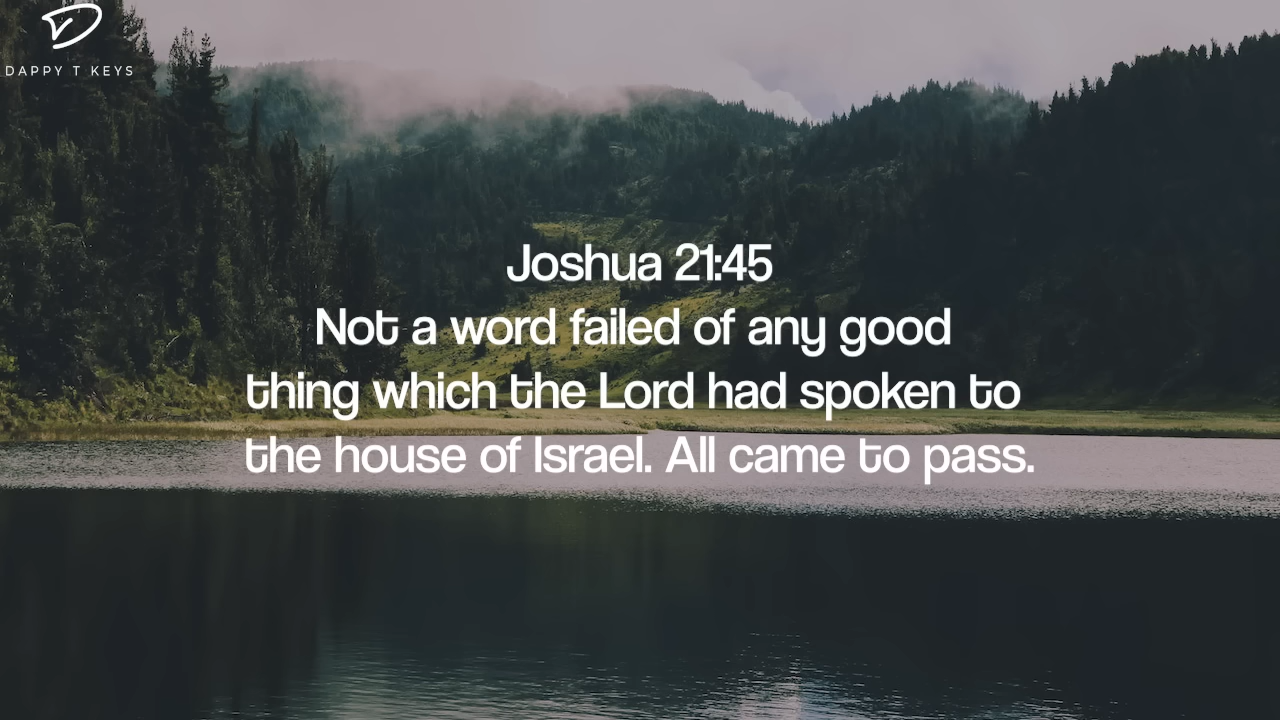 DAPPY T KEYS
Joshua 21:45
Not a word failed of any good
thing which the Lord had spoken to
the house of Israel. All came to pass.